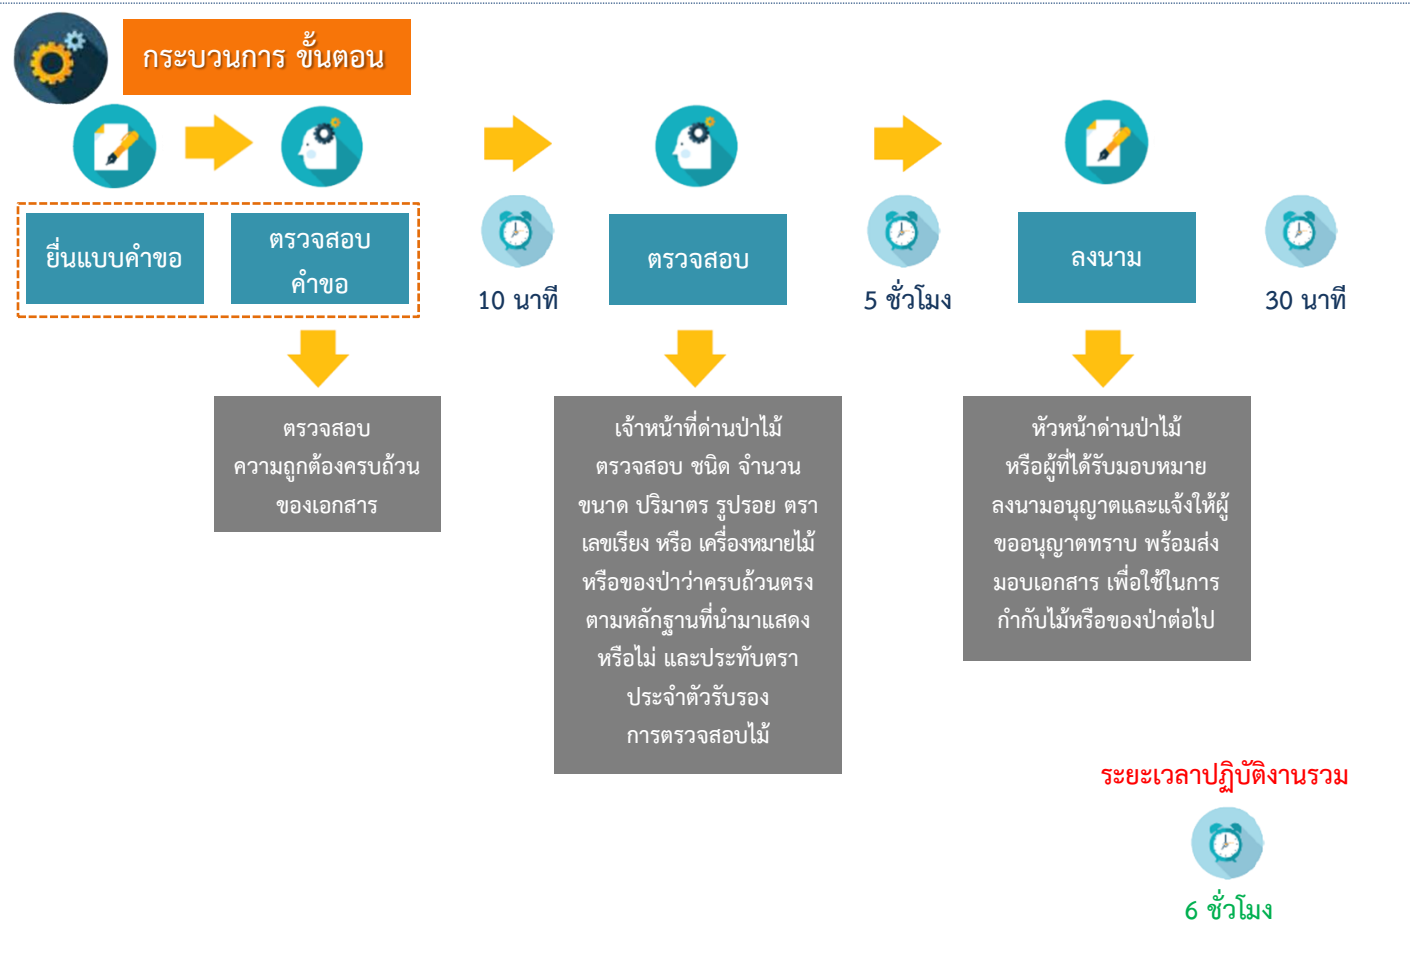 กระบวนการ ขั้นตอน
ยื่นแบบคำขอ
ตรวจสอบ
คำขอ
10 นาที
ตรวจสอบ
5 ชั่วโมง
ลงนาม
30 นาที
ตรวจสอบ
ความถูกต้องครบถ้วน
ของเอกสาร
เจ้าหน้าที่ด่านป่าไม้
ตรวจสอบ ชนิด จำนวน
ขนาด ปริมาตร รูปรอย ตรา
เลขเรียง หรือ เครื่องหมายไม้
หรือของป่าว่าครบถ้วนตรง
ตามหลักฐานที่นำมาแสดง
หรือไม่ และประทับตรา
ประจำตัวรับรอง
การตรวจสอบไม้
หัวหน้าด่านป่าไม้
หรือผู้ที่ได้รับมอบหมาย
ลงนามอนุญาตและแจ้งให้ผู้
ขออนุญาตทราบ พร้อมส่ง
มอบเอกสาร เพื่อใช้ในการ
กำกับไม้หรือของป่าต่อไป
ระยะเวลาปฏิบัติงานรวม
6 ชั่วโมง